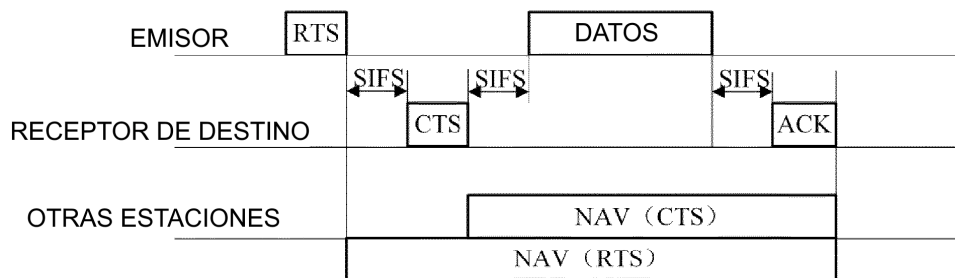 EMISOR
RTS
DATOS
SIFS
SIFS
SIFS
RECEPTOR DE DESTINO
CTS
ACK
OTRAS ESTACIONES
NAV (CTS)
NAV (RTS)